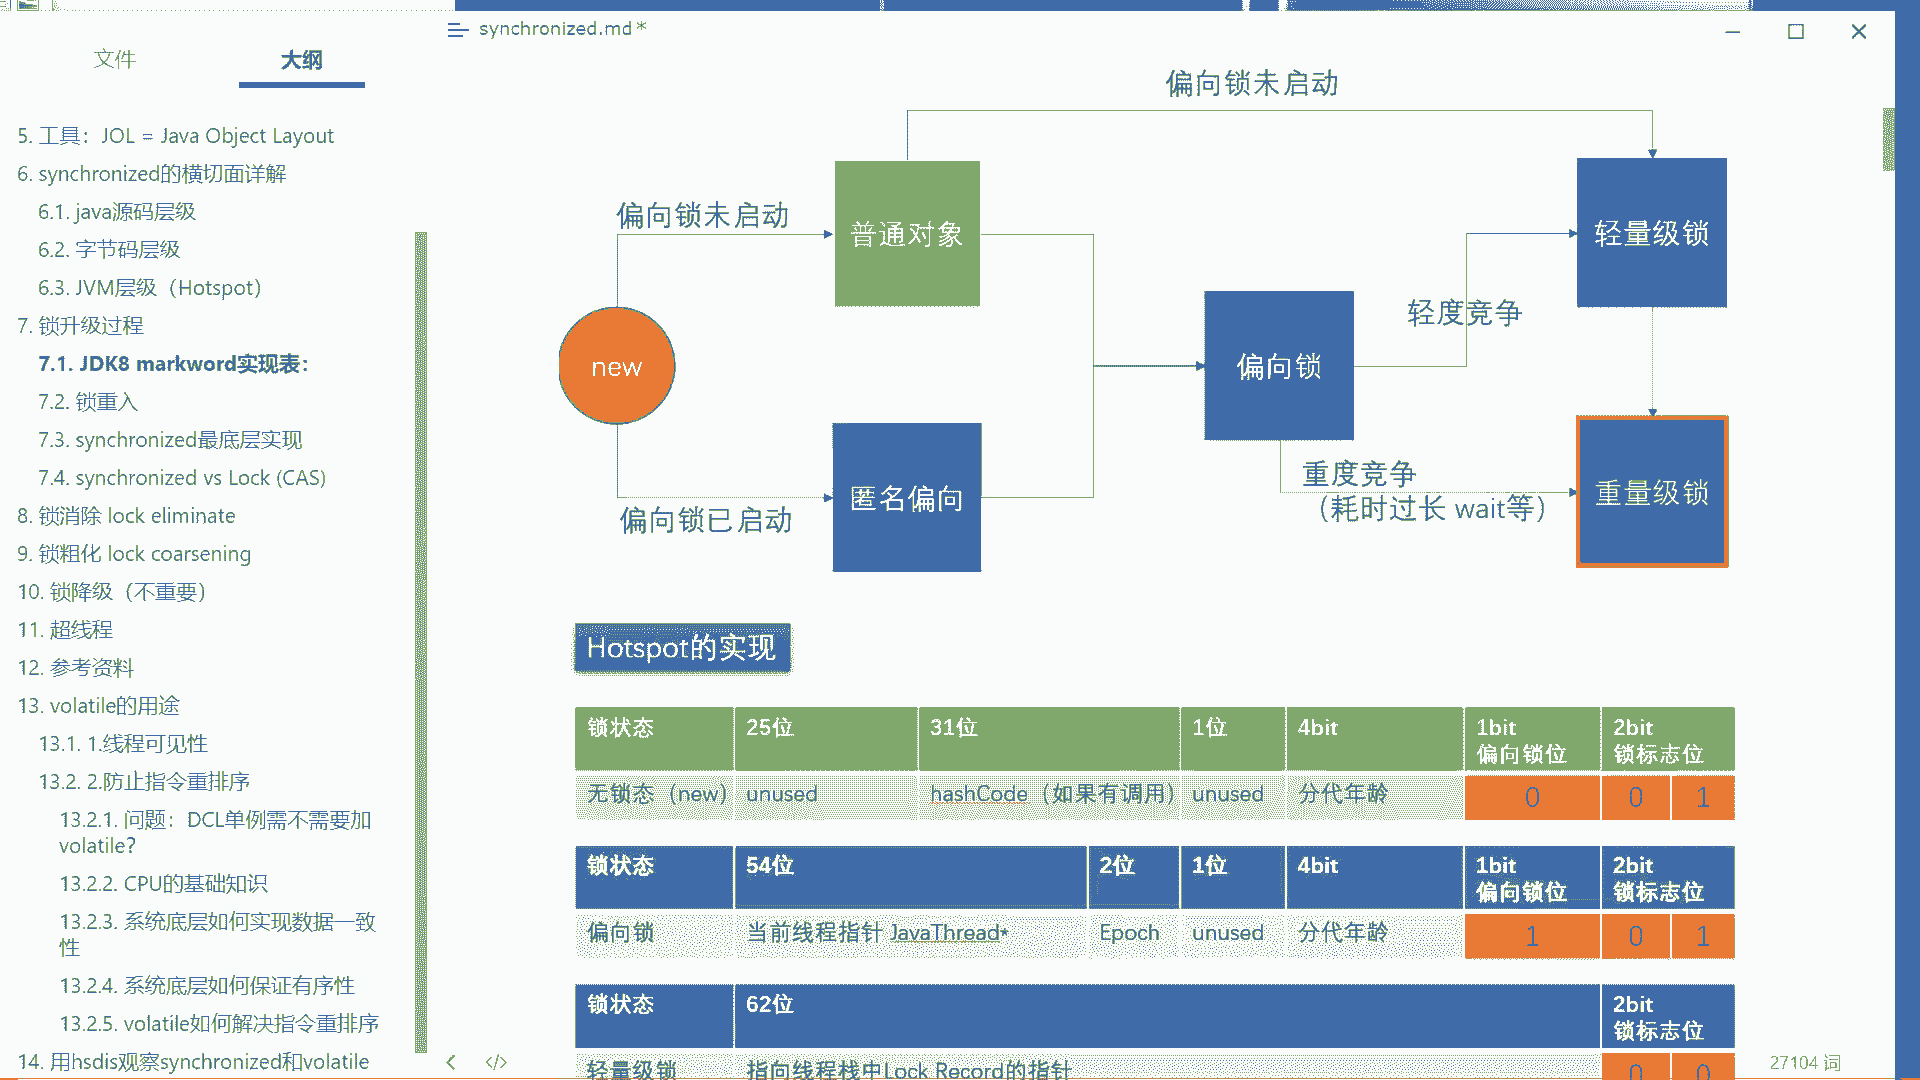 synchronized.md *
文件
大纲
5. 工具：JOL = Java Object Layout
6. synchronized的横切面详解
6.1. java源码层级
6.2. 字节码层级
6.3. JVM层级（Hotspot）
7. 锁升级过程
7.1. JDK8 markword实现表：
7.2. 锁重入
7.3. synchronized最底层实现
7.4. synchronized vs Lock (CAS)
8. 锁消除 lock eliminate
9. 锁粗化 lock coarsening
10. 锁降级（不重要）
11. 超线程
12. 参考资料
13. volatile的用途
13.1. 1.线程可见性
13.2. 2.防止指令重排序
13.2.1. 问题：DCL单例需不需要加
volatile？
13.2.2. CPU的基础知识
13.2.3. 系统底层如何实现数据一致
性
13.2.4. 系统底层如何保证有序性
13.2.5. volatile如何解决指令重排序
14. 用hsdis观察synchronized和volatile
偏向锁未启动
偏向锁未启动
普通对象
轻量级锁
轻度竞争
new
偏向锁
重度竞争
（耗时过长 wait等）
匿名偏向
重量级锁
偏向锁已启动
Hotspot的实现
锁状态 25位 31位 1位 4bit 1bit 偏向锁位 2bit 锁标志位
无锁态（new） unused hashCode（如果有调用） unused 分代年龄 0 0 1
锁状态 54位 2位 1位 4bit 1bit 偏向锁位 2bit 锁标志位
偏向锁 当前线程指针 JavaThread* Epoch unused 分代年龄 1 0 1
锁状态 62位 2bit 锁标志位
轻量级锁 指向线程栈中Lock Record的指针 0 0
</> 27104 词